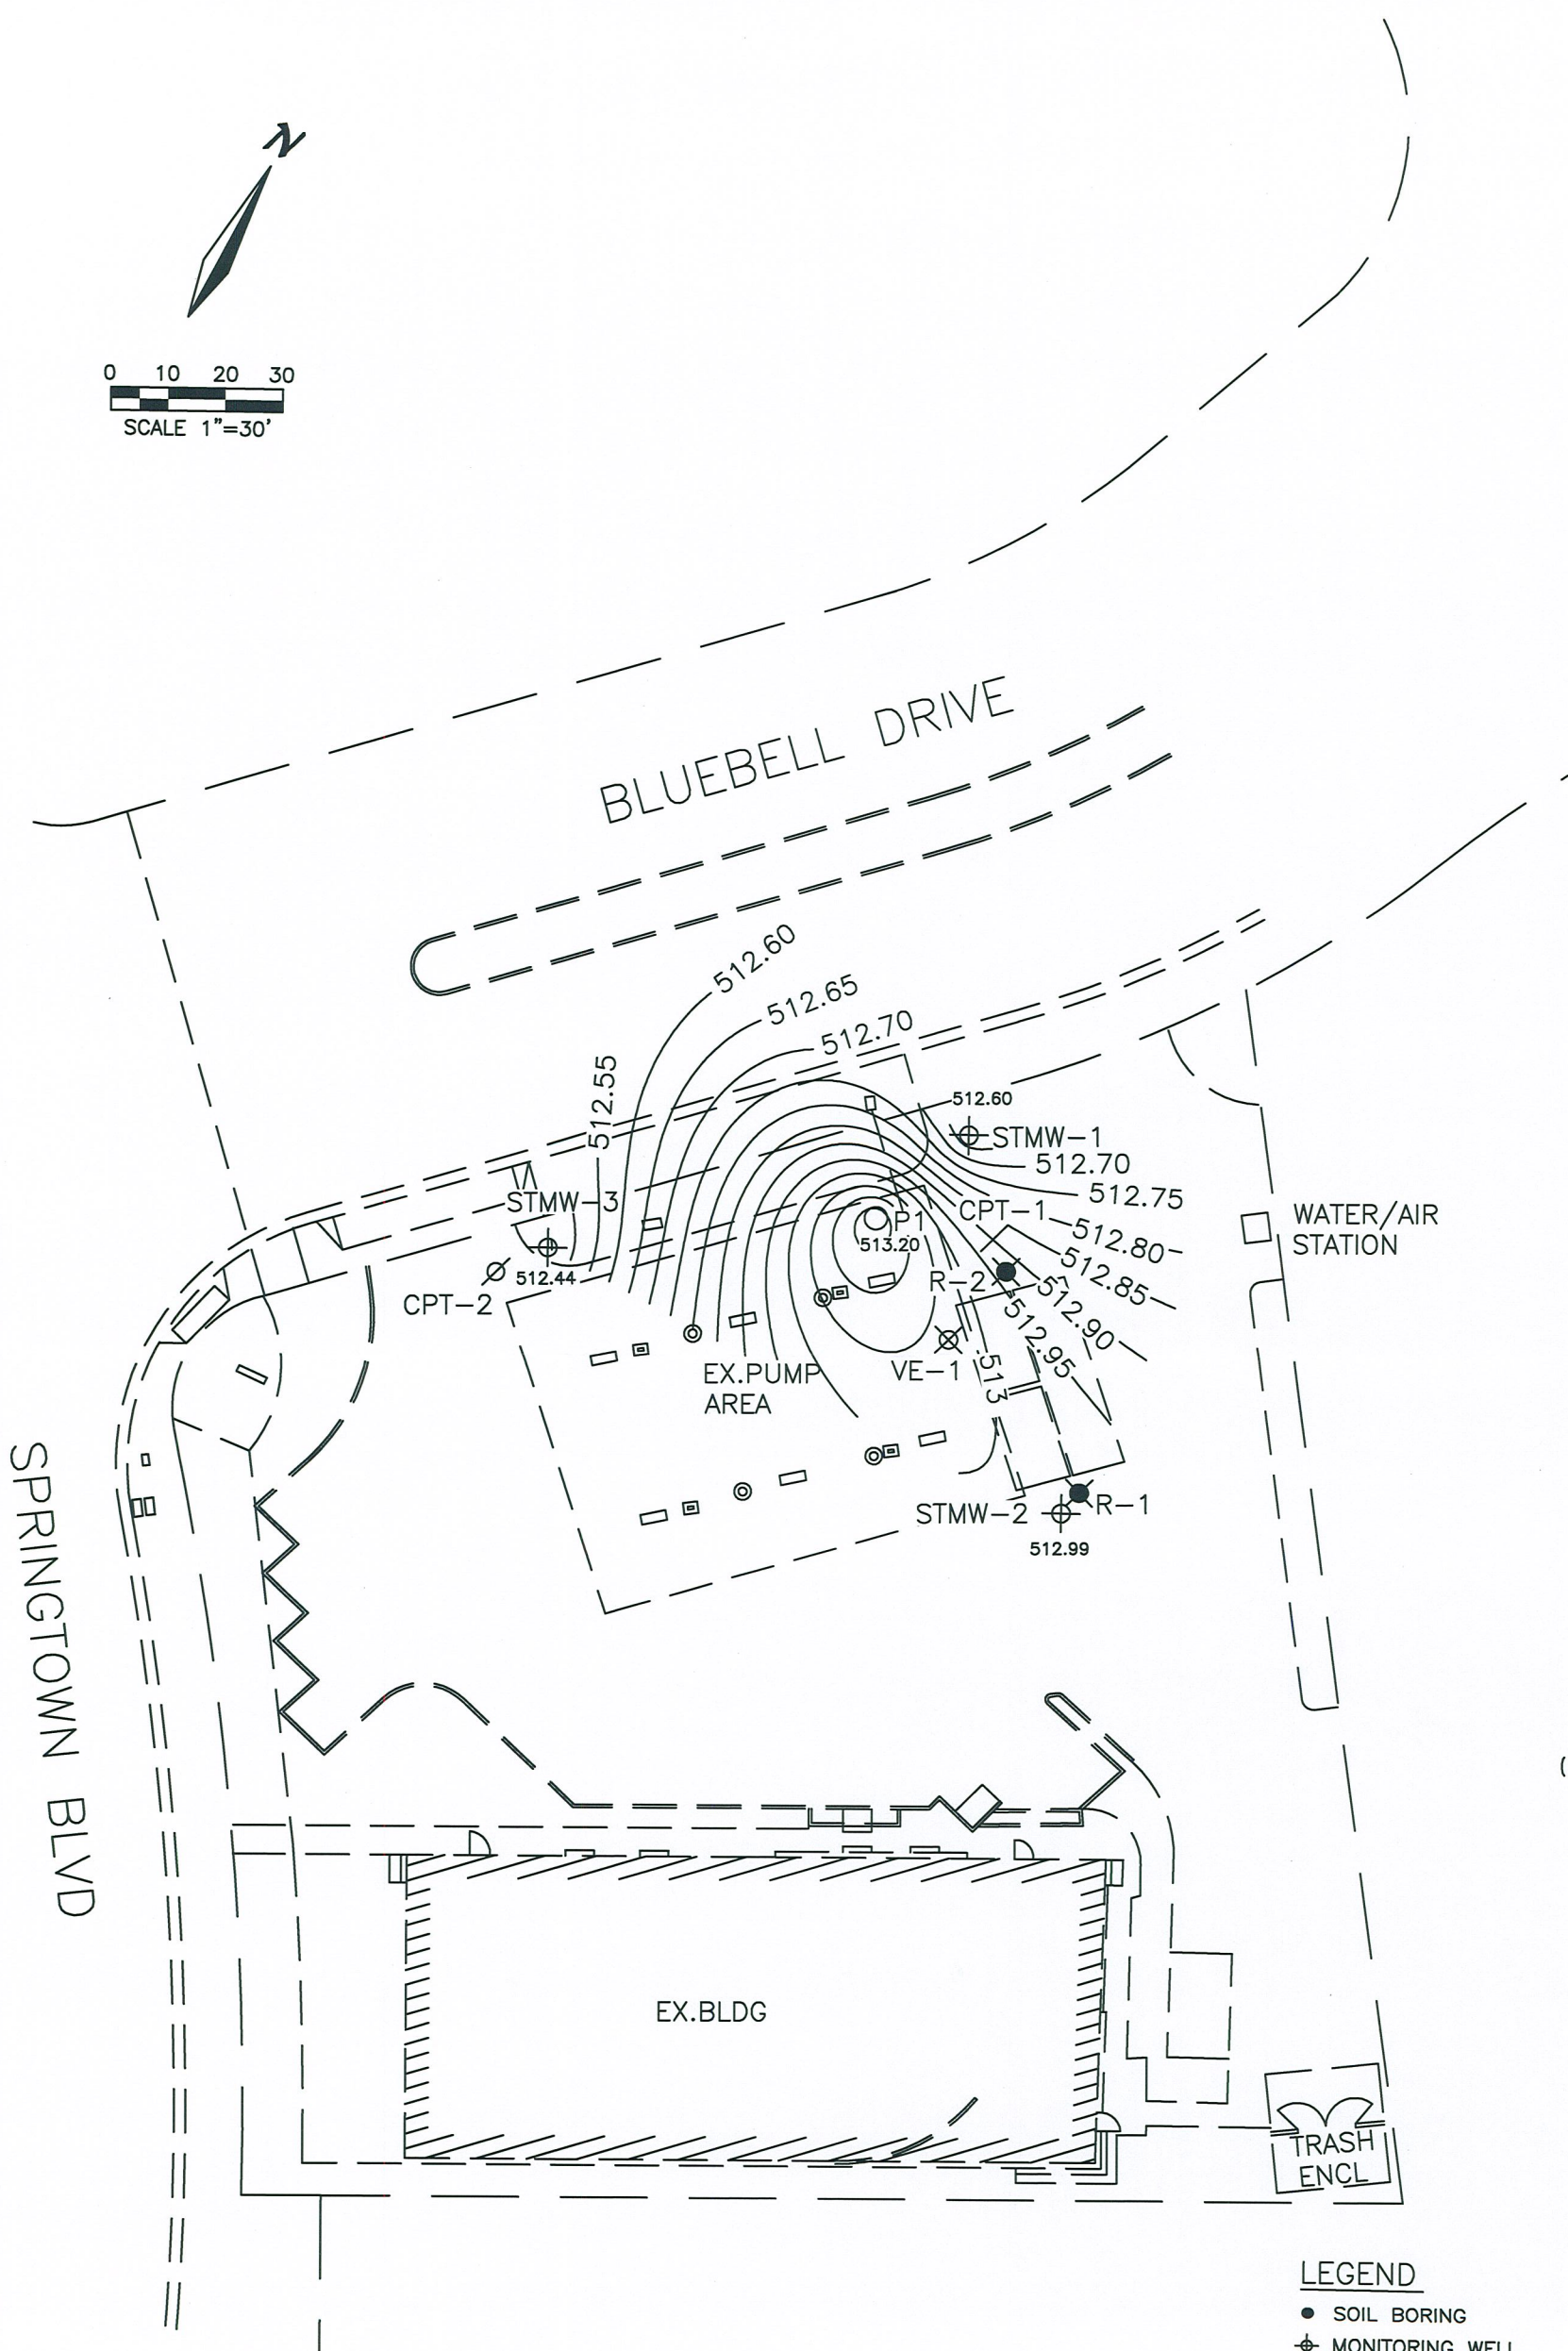 N
0 10 20 30
SCALE 1"=30'
BLUEBELL DRIVE
512.60
512.65
512.70
512.55
512.60
STMW-1
512.70
512.75
STMW-3
CPT-1
512.80
WATER/AIR
STATION
P1
513.20
512.85
512.44
R-2
CPT-2
512.90
512.95
VE-1
513
EX.PUMP
AREA
STMW-2
R-1
512.99
SPRINGTOWN BLVD
EX.BLDG
TRASH
ENCL
LEGEND
SOIL BORING
MONITORING WELL